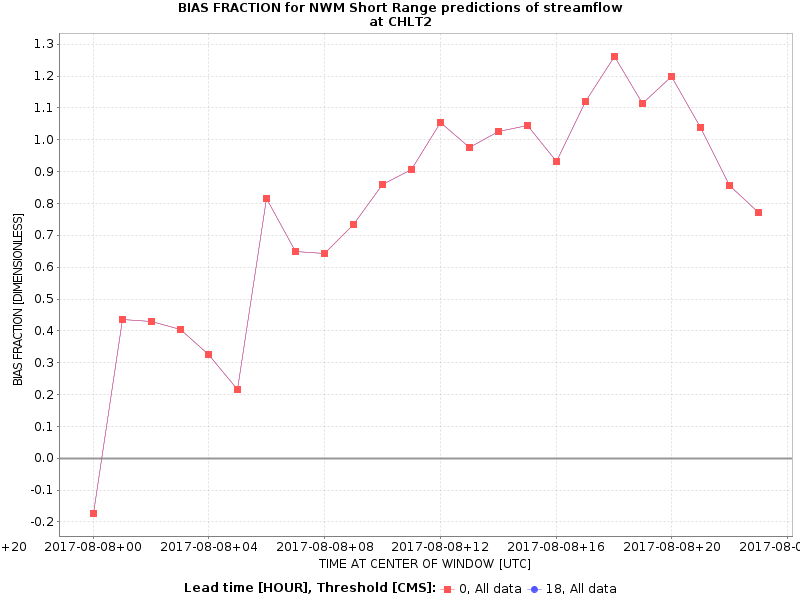 BIAS FRACTION for NWM Short Range predictions of streamflow
at CHLT2
BIAS FRACTION [DIMENSIONLESS]
1.3
1.2
1.1
1.0
0.9
0.8
0.7
0.6
0.5
0.4
0.3
0.2
0.1
0.0
-0.1
-0.2
+20 2017-08-08+00 2017-08-08+04 2017-08-08+08 2017-08-08+12 2017-08-08+16 2017-08-08+20 2017-08-0
TIME AT CENTER OF WINDOW [UTC]
Lead time [HOUR], Threshold [CMS]: 0, All data 18, All data